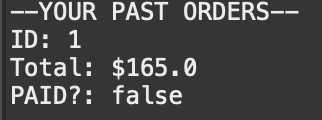 --YOUR PAST ORDERS--
ID: 1
Total: $165.0
PAID?: false